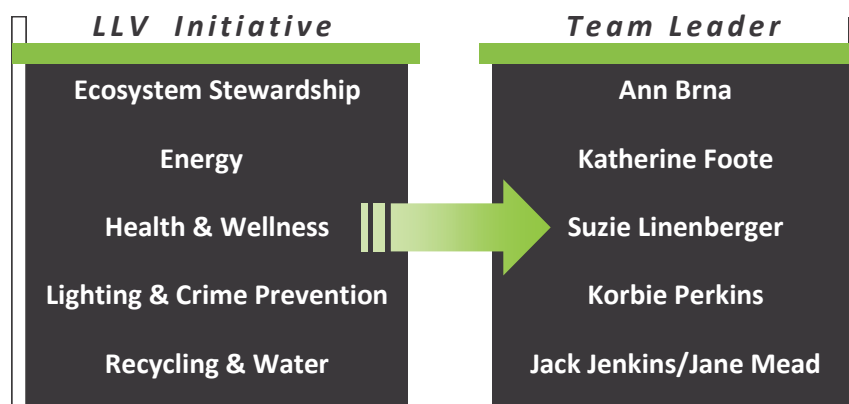 LLV Initiative
Team Leader
Ecosystem Stewardship
Ann Brna
Energy
Katherine Foote
Health & Wellness
Suzie Linenberger
Lighting & Crime Prevention
Korbie Perkins
Recycling & Water
Jack Jenkins/Jane Mead